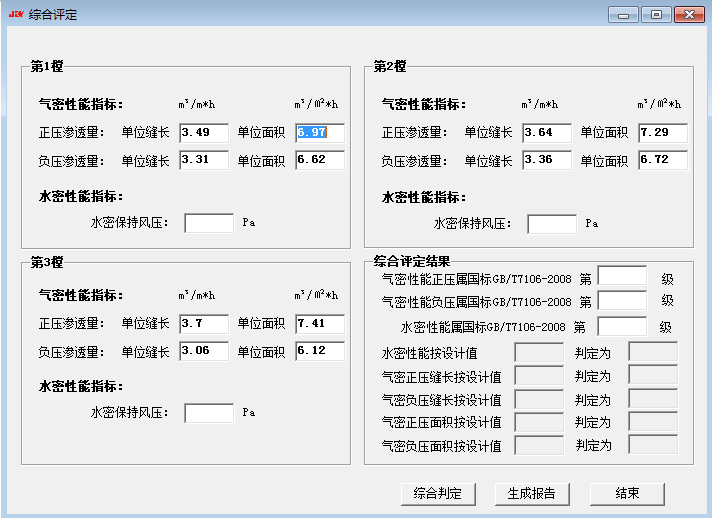 JIW 综合评定
第1樘
气密性能指标： m³/m*h m³/m²*h
正压渗透量： 单位缝长 3.49 单位面积
负压渗透量： 单位缝长 3.31 单位面积 6.62
水密性能指标：
水密保持风压： Pa
第2樘
气密性能指标： m³/m*h m³/m²*h
正压渗透量： 单位缝长 3.64 单位面积 7.29
负压渗透量： 单位缝长 3.36 单位面积 6.72
水密性能指标：
水密保持风压： Pa
第3樘
气密性能指标： m³/m*h m³/m²*h
正压渗透量： 单位缝长 3.7 单位面积 7.41
负压渗透量： 单位缝长 3.06 单位面积 6.12
水密性能指标：
水密保持风压： Pa
综合评定结果
气密性能正压属国标GB/T7106-2008 第 级
气密性能负压属国标GB/T7106-2008 第 级
水密性能属国标GB/T7106-2008 第 级
水密性能按设计值 判定为
气密正压缝长按设计值 判定为
气密负压缝长按设计值 判定为
气密正压面积按设计值 判定为
气密负压面积按设计值 判定为
综合判定 生成报告 结束